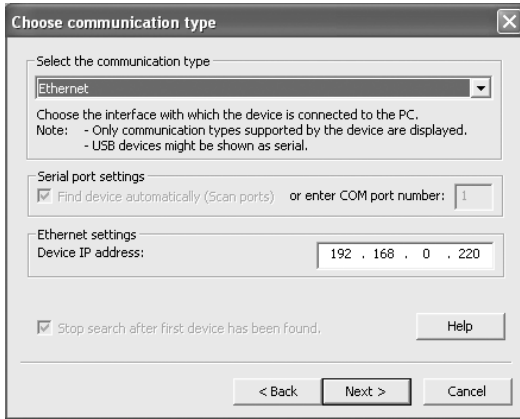 Choose communication type
Select the communication type
Ethernet
Choose the interface with which the device is connected to the PC.
Note: - Only communication types supported by the device are displayed.
- USB devices might be shown as serial.
Serial port settings
Find device automatically (Scan ports) or enter COM port number: 1
Ethernet settings
Device IP address: 192 . 168 . 0 . 220
Stop search after first device has been found. Help
< Back Next > Cancel